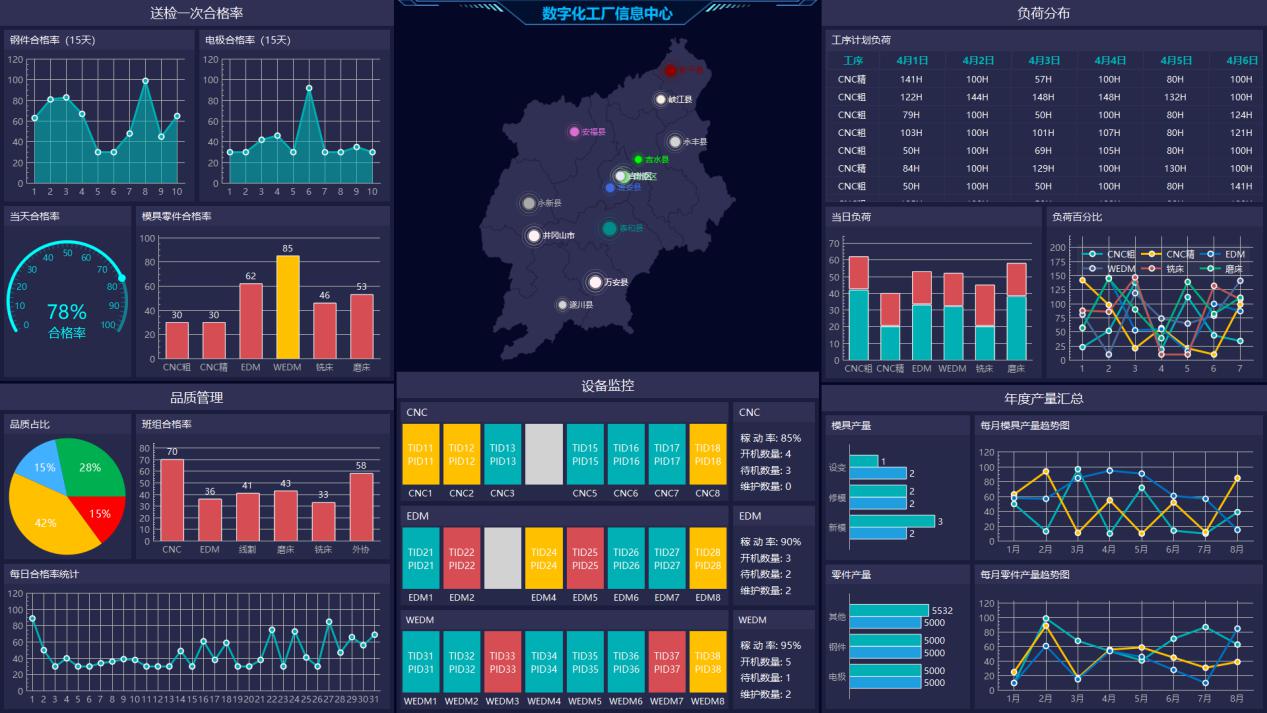 送检一次合格率
钢件合格率（15天）
120
100
80
60
40
20
0
1 2 3 4 5 6 7 8 9 10
电极合格率（15天）
120
100
80
60
40
20
0
1 2 3 4 5 6 7 8 9 10
当天合格率
0 10 20 30 40 50 60 70 80 90 100
78%
合格率
模具零件合格率
100
80
60
40
20
0
30 30 62 85 46 53
CNC粗 CNC精 EDM WEDM 铣床 磨床
品质管理
品质占比
15% 28%
42% 15%
班组合格率
80
70
60
50
40
30
20
10
0
70 36 41 43 33 58
CNC EDM 线割 磨床 铣床 外协
每日合格率统计
120
100
80
60
40
20
0
1 2 3 4 5 6 7 8 9 10 11 12 13 14 15 16 17 18 19 20 21 22 23 24 25 26 27 28 29 30 31
数字化工厂信息中心
峡江县
安福县
永丰县
吉水县
永新县
泰和县
井冈山市
万安县
遂川县
设备监控
CNC
TID11 TID12 TID13 TID15 TID16 TID17 TID18
PID11 PID12 PID13 PID15 PID16 PID17 PID18
CNC1 CNC2 CNC3 CNC5 CNC6 CNC7 CNC8
CNC
稼 动 率: 85%
开机数量: 4
待机数量: 3
维护数量: 0
EDM
TID21 TID22 TID24 TID25 TID26 TID27 TID28
PID21 PID22 PID24 PID25 PID26 PID27 PID28
EDM1 EDM2 EDM4 EDM5 EDM6 EDM7 EDM8
EDM
稼 动 率: 90%
开机数量: 3
待机数量: 2
维护数量: 2
WEDM
TID31 TID32 TID33 TID34 TID35 TID36 TID37 TID38
PID31 PID32 PID33 PID34 PID35 PID36 PID37 PID38
WEDM1 WEDM2 WEDM3 WEDM4 WEDM5 WEDM6 WEDM7 WEDM8
WEDM
稼 动 率: 95%
开机数量: 5
待机数量: 1
维护数量: 2
负荷分布
工序计划负荷
工序 4月1日 4月2日 4月3日 4月4日 4月5日 4月6日
CNC精 141H 100H 57H 100H 80H 100H
CNC粗 122H 144H 148H 148H 132H 100H
CNC粗 79H 100H 50H 100H 80H 124H
CNC粗 103H 100H 101H 107H 80H 121H
CNC粗 50H 100H 69H 105H 80H 100H
CNC精 84H 100H 129H 100H 130H 100H
CNC粗 50H 100H 50H 100H 80H 141H
当日负荷
70
60
50
40
30
20
10
0
CNC粗 CNC精 EDM WEDM 铣床 磨床
负荷百分比
CNC粗 CNC精 EDM
WEDM 铣床 磨床
200
175
150
125
100
75
50
25
0
1 2 3 4 5 6 7
年度产量汇总
模具产量
设变 1 2
修模 2 2
新模 3 2
每月模具产量趋势图
120
100
80
60
40
20
0
1月 2月 3月 4月 5月 6月 7月 8月
零件产量
其他 5532 5000
钢件 5000 5000
电极 5000 5000
每月零件产量趋势图
120
100
80
60
40
20
0
1月 2月 3月 4月 5月 6月 7月 8月